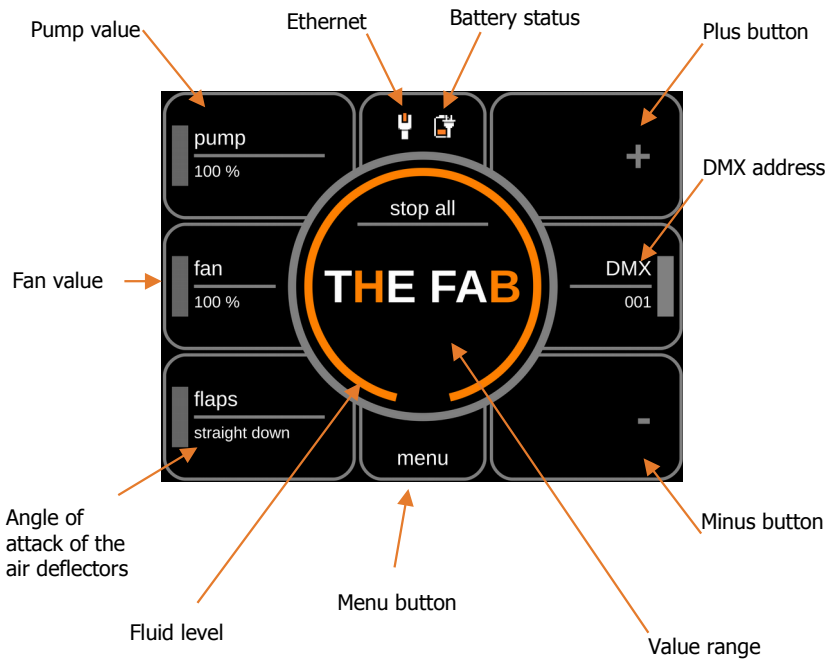 Pump value
Ethernet
Battery status
Plus button
pump
100 %
+
DMX address
stop all
Fan value
fan
100 %
THE FAB
DMX
001
flaps
straight down
-
menu
Angle of
attack of the
air deflectors
Minus button
Menu button
Fluid level
Value range